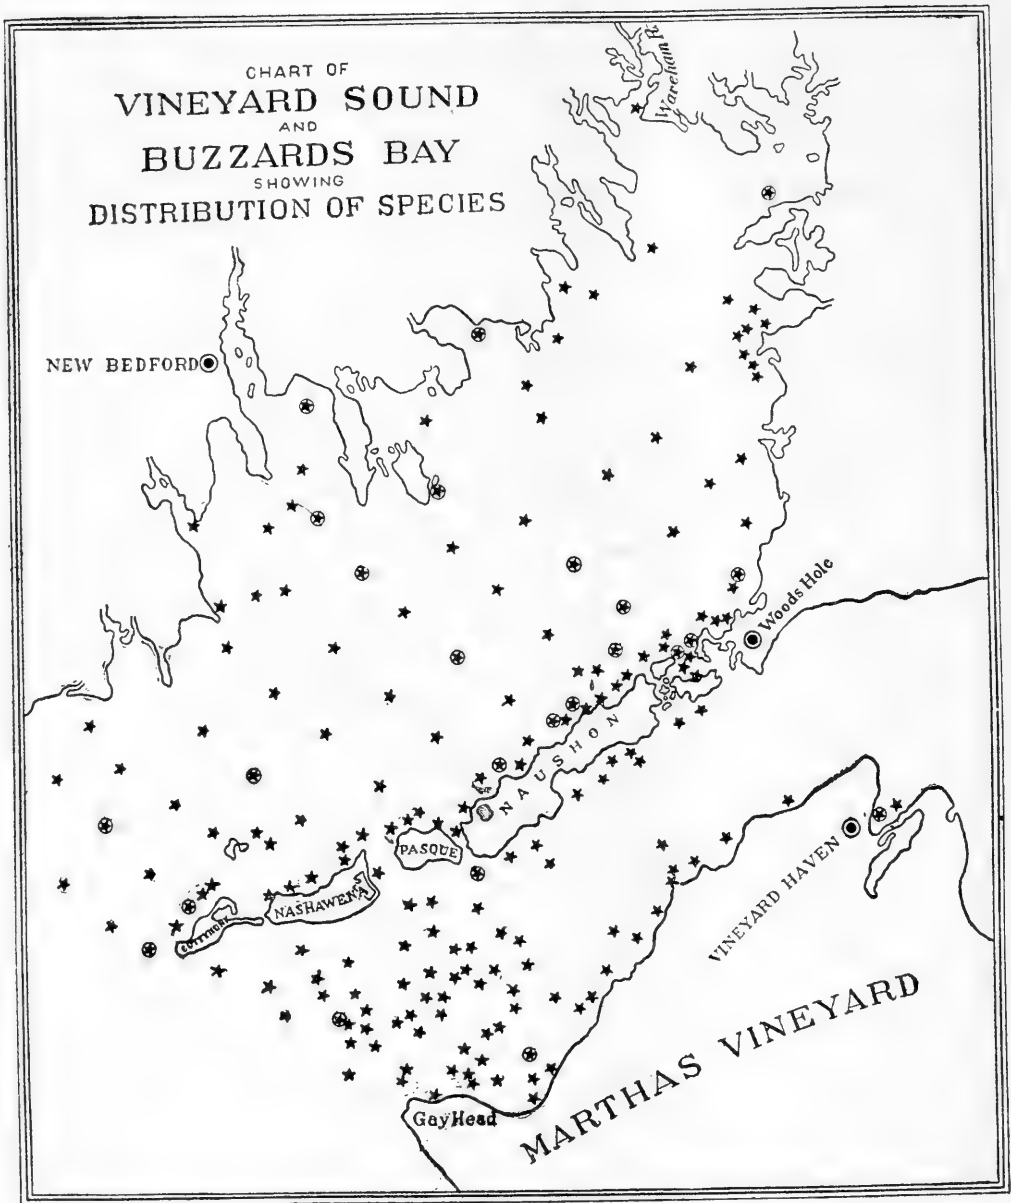 CHART OF
VINEYARD SOUND
AND
BUZZARDS BAY
SHOWING
DISTRIBUTION OF SPECIES
Wareham R.
NEW BEDFORD
Woods Hole
NAUSHON
PASQUE
NASHAWENA
CUTTYHUNK
VINEYARD HAVEN
MARTHAS VINEYARD
Gay Head